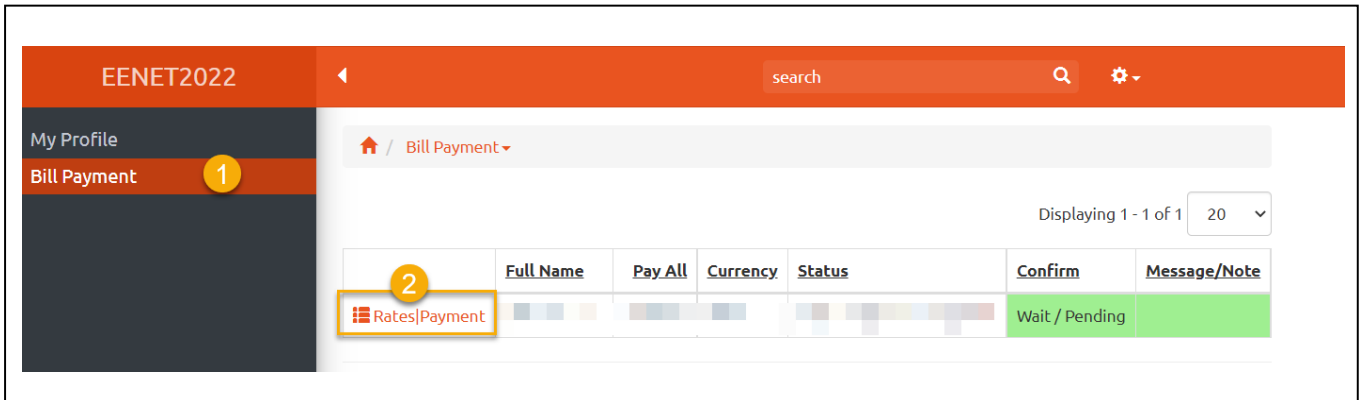 EENET2022
search
My Profile
Bill Payment 1
/ Bill Payment
Displaying 1 - 1 of 1 20
2
Full Name Pay All Currency Status Confirm Message/Note
Rates|Payment Wait / Pending